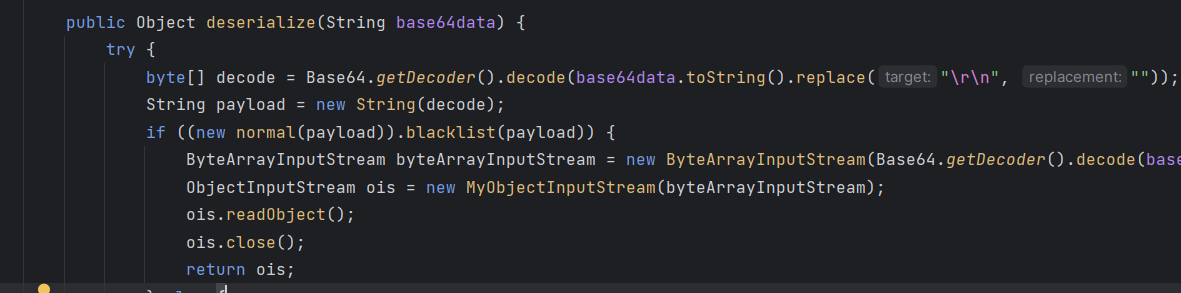 public Object deserialize(String base64data) {
try {
byte[] decode = Base64.getDecoder().decode(base64data.toString().replace( target: "\r\n", replacement: ""));
String payload = new String(decode);
if ((new normal(payload)).blacklist(payload)) {
ByteArrayInputStream byteArrayInputStream = new ByteArrayInputStream(Base64.getDecoder().decode(bas
ObjectInputStream ois = new MyObjectInputStream(byteArrayInputStream);
ois.readObject();
ois.close();
return ois;